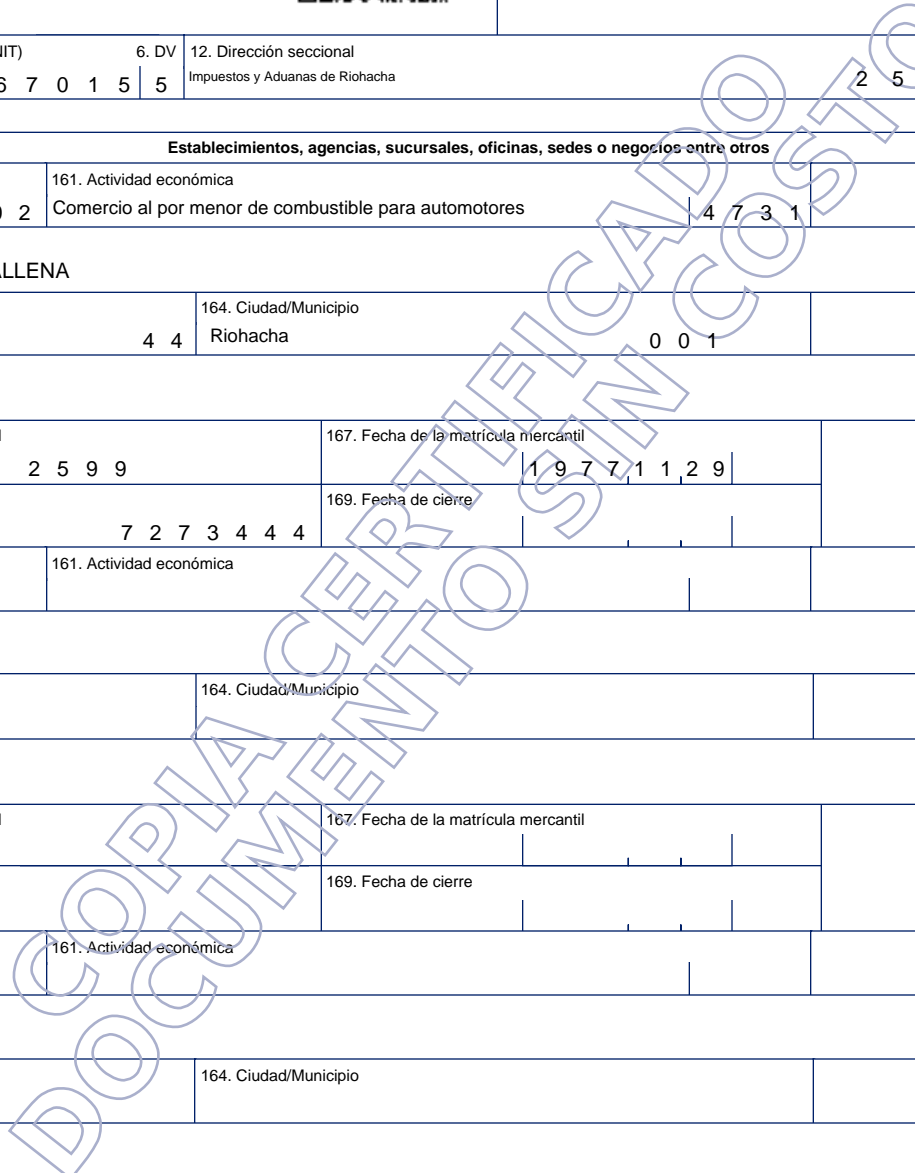 6. DV 12. Dirección seccional
7 0 1 5 5 Impuestos y Aduanas de Riohacha 2 5
Establecimientos, agencias, sucursales, oficinas, sedes o negocios entre otros
161. Actividad económica
2 Comercio al por menor de combustible para automotores 4 7 3 1
ALLENA
164. Ciudad/Municipio
4 4 Riohacha 0 0 1
167. Fecha de la matrícula mercantil
2 5 9 9 1 9 7 7 1 1 2 9
169. Fecha de cierre
7 2 7 3 4 4 4
161. Actividad económica
164. Ciudad/Municipio
167. Fecha de la matrícula mercantil
169. Fecha de cierre
161. Actividad económica
164. Ciudad/Municipio
COPIA CERTIFICADO
DOCUMENTO SIN COSTO